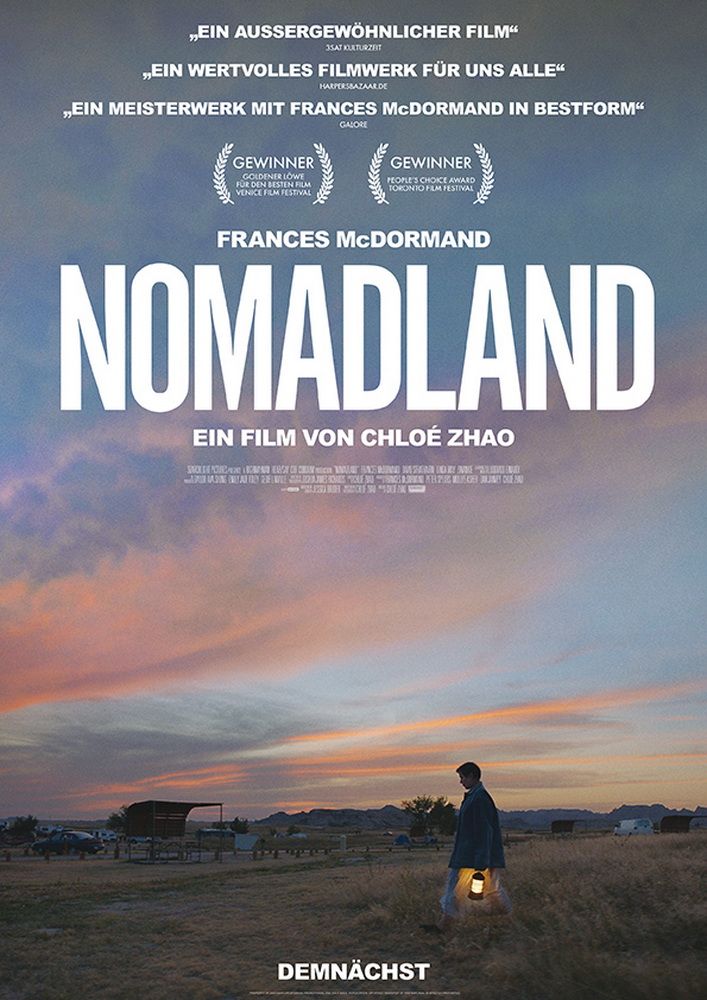 „EIN AUSSERGEWÖHNLICHER FILM“
3SAT KULTURZEIT
„EIN WERTVOLLES FILMWERK FÜR UNS ALLE“
HARPERSBAZAAR.DE
„EIN MEISTERWERK MIT FRANCES McDORMAND IN BESTFORM“
GALORE
GEWINNER
GOLDENER LÖWE
FÜR DEN BESTEN FILM
VENICE FILM FESTIVAL
GEWINNER
PEOPLE'S CHOICE AWARD
TORONTO FILM FESTIVAL
FRANCES McDORMAND
NOMADLAND
EIN FILM VON CHLOÉ ZHAO
DEMNÄCHST